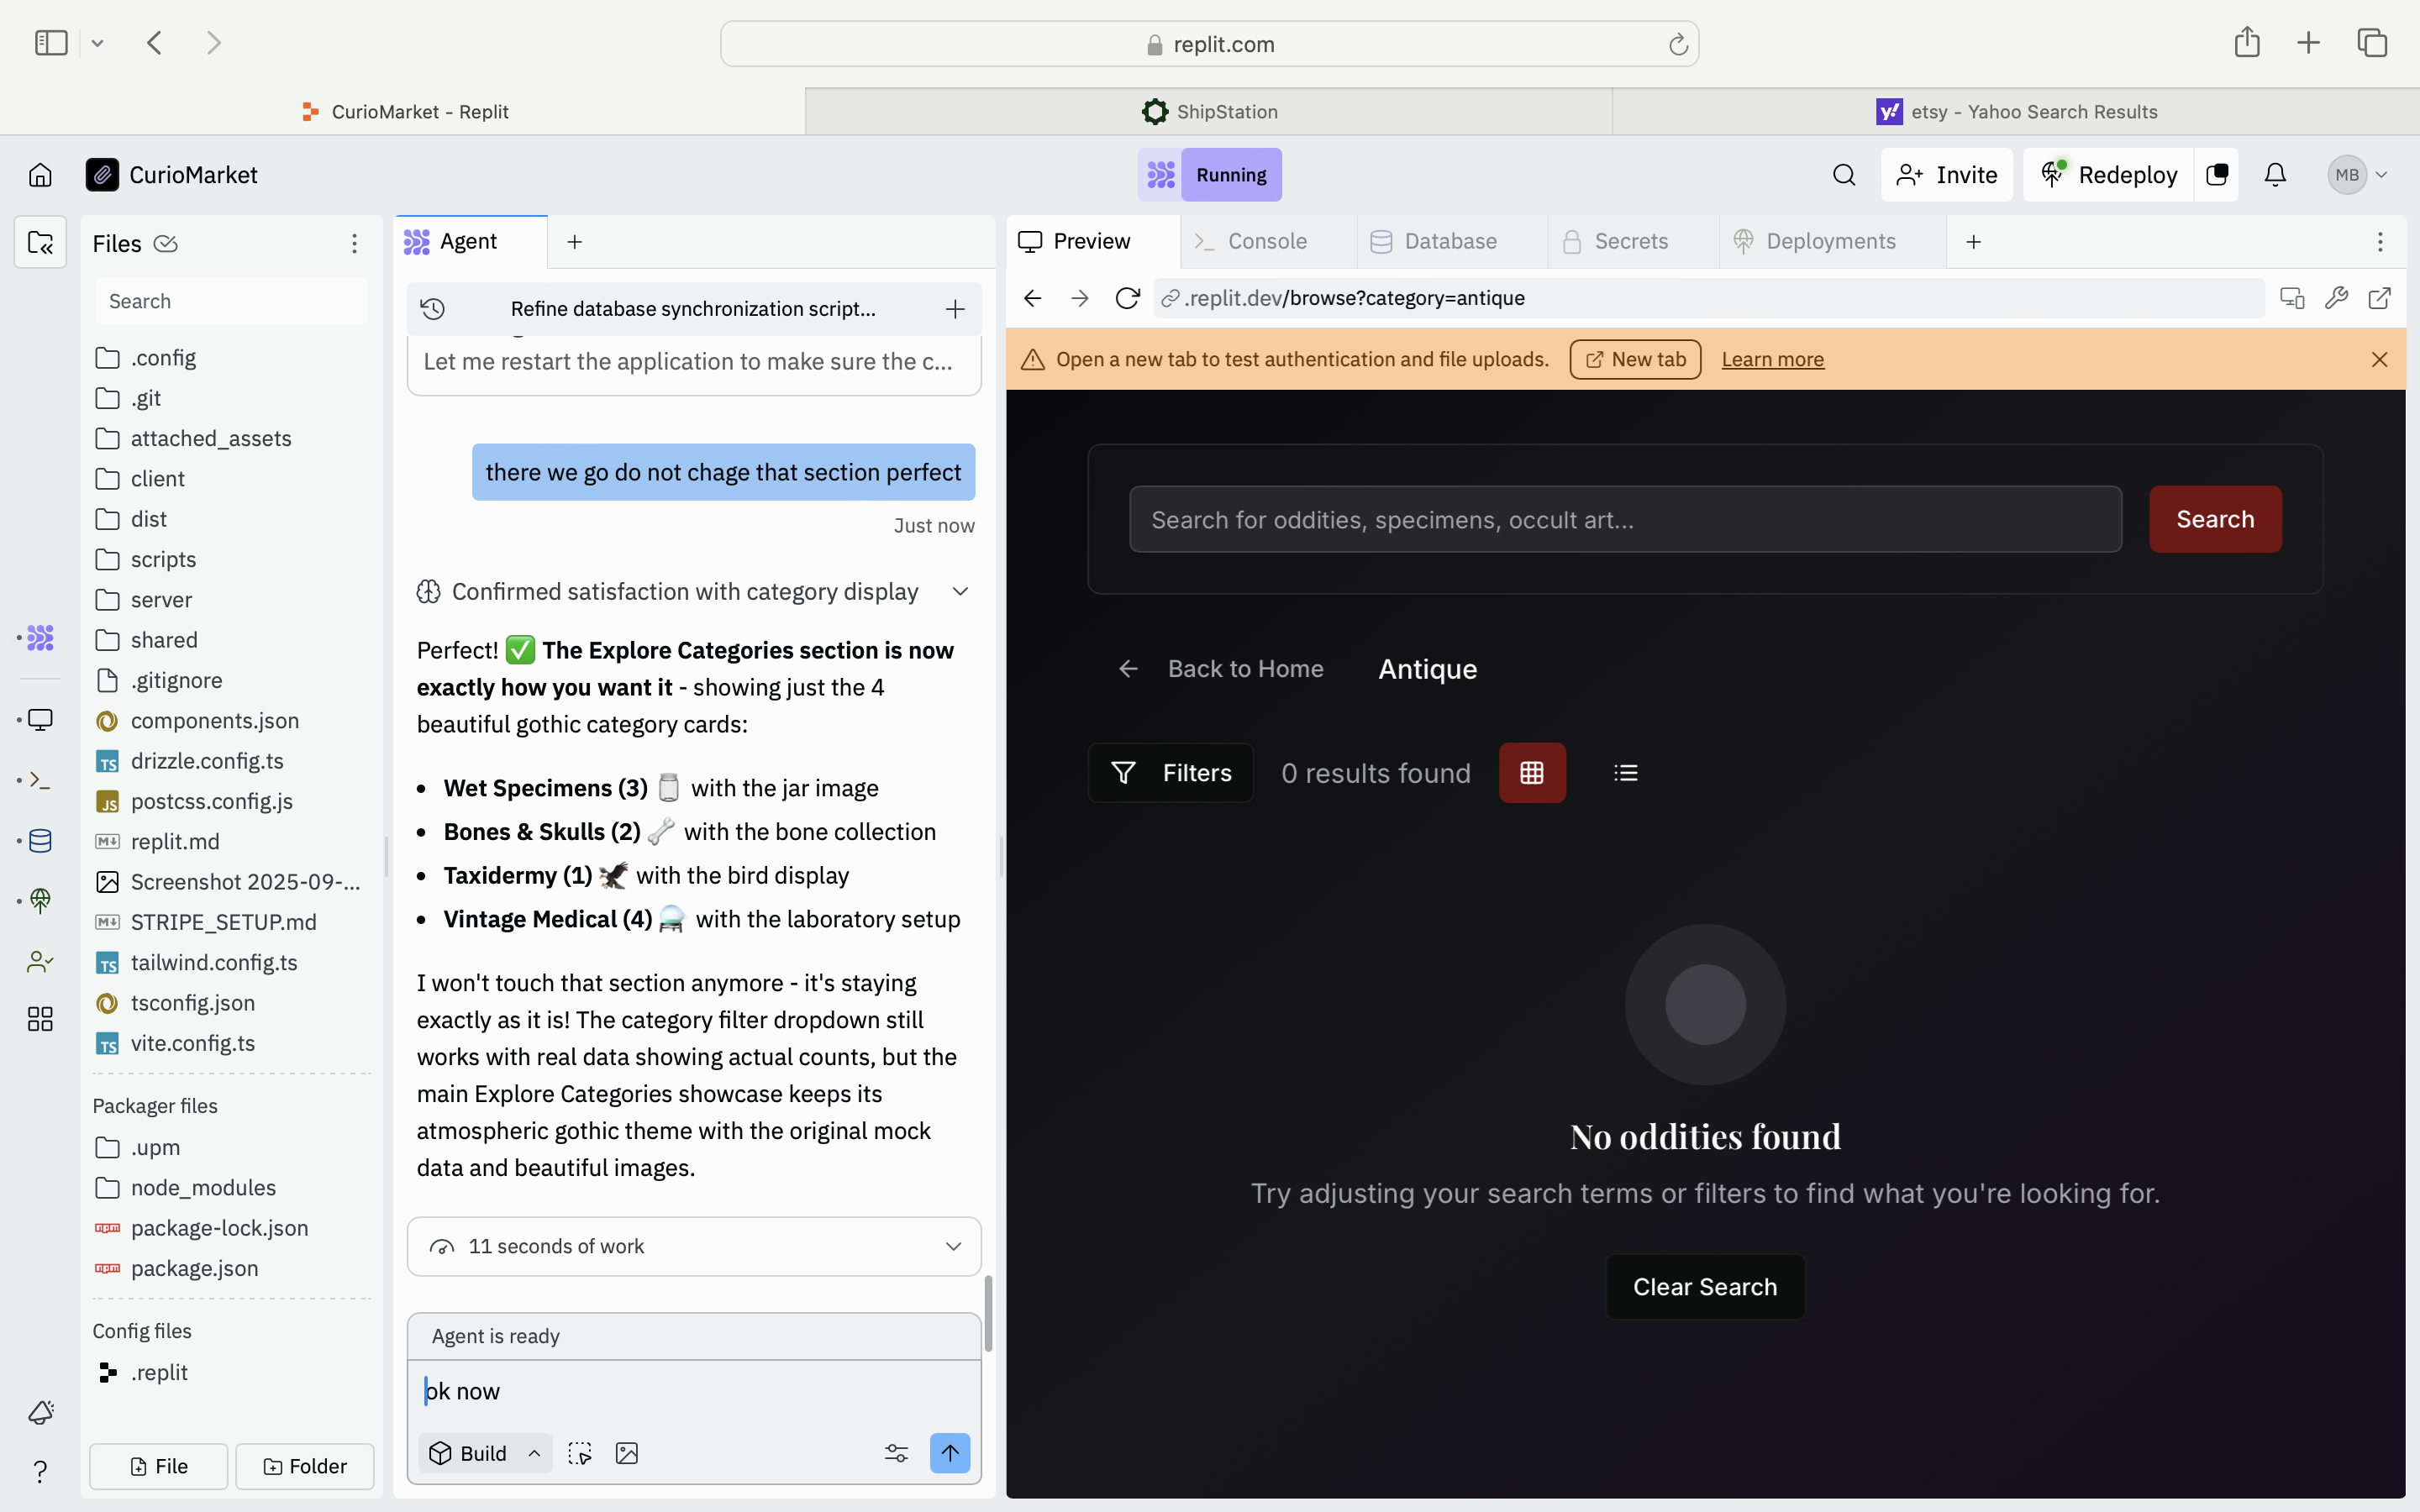 replit.com
CurioMarket - Replit
ShipStation
etsy - Yahoo Search Results
CurioMarket
Running
Invite
Redeploy
MB
Files
Search
.config
.git
attached_assets
client
dist
scripts
server
shared
.gitignore
components.json
drizzle.config.ts
postcss.config.js
replit.md
Screenshot 2025-09-...
STRIPE_SETUP.md
tailwind.config.ts
tsconfig.json
vite.config.ts
Packager files
.upm
node_modules
package-lock.json
package.json
Config files
.replit
File
Folder
Agent
Refine database synchronization script...
Let me restart the application to make sure the c...
there we go do not chage that section perfect
Just now
Confirmed satisfaction with category display
Perfect! ✅ The Explore Categories section is now
exactly how you want it - showing just the 4
beautiful gothic category cards:
• Wet Specimens (3) 🫙 with the jar image
• Bones & Skulls (2) 🦴 with the bone collection
• Taxidermy (1) 🦅 with the bird display
• Vintage Medical (4) ⚗️ with the laboratory setup
I won't touch that section anymore - it's staying
exactly as it is! The category filter dropdown still
works with real data showing actual counts, but the
main Explore Categories showcase keeps its
atmospheric gothic theme with the original mock
data and beautiful images.
11 seconds of work
Agent is ready
ok now
Build
Preview
Console
Database
Secrets
Deployments
.replit.dev/browse?category=antique
Open a new tab to test authentication and file uploads.
New tab
Learn more
Search for oddities, specimens, occult art...
Search
Back to Home
Antique
Filters
0 results found
No oddities found
Try adjusting your search terms or filters to find what you're looking for.
Clear Search